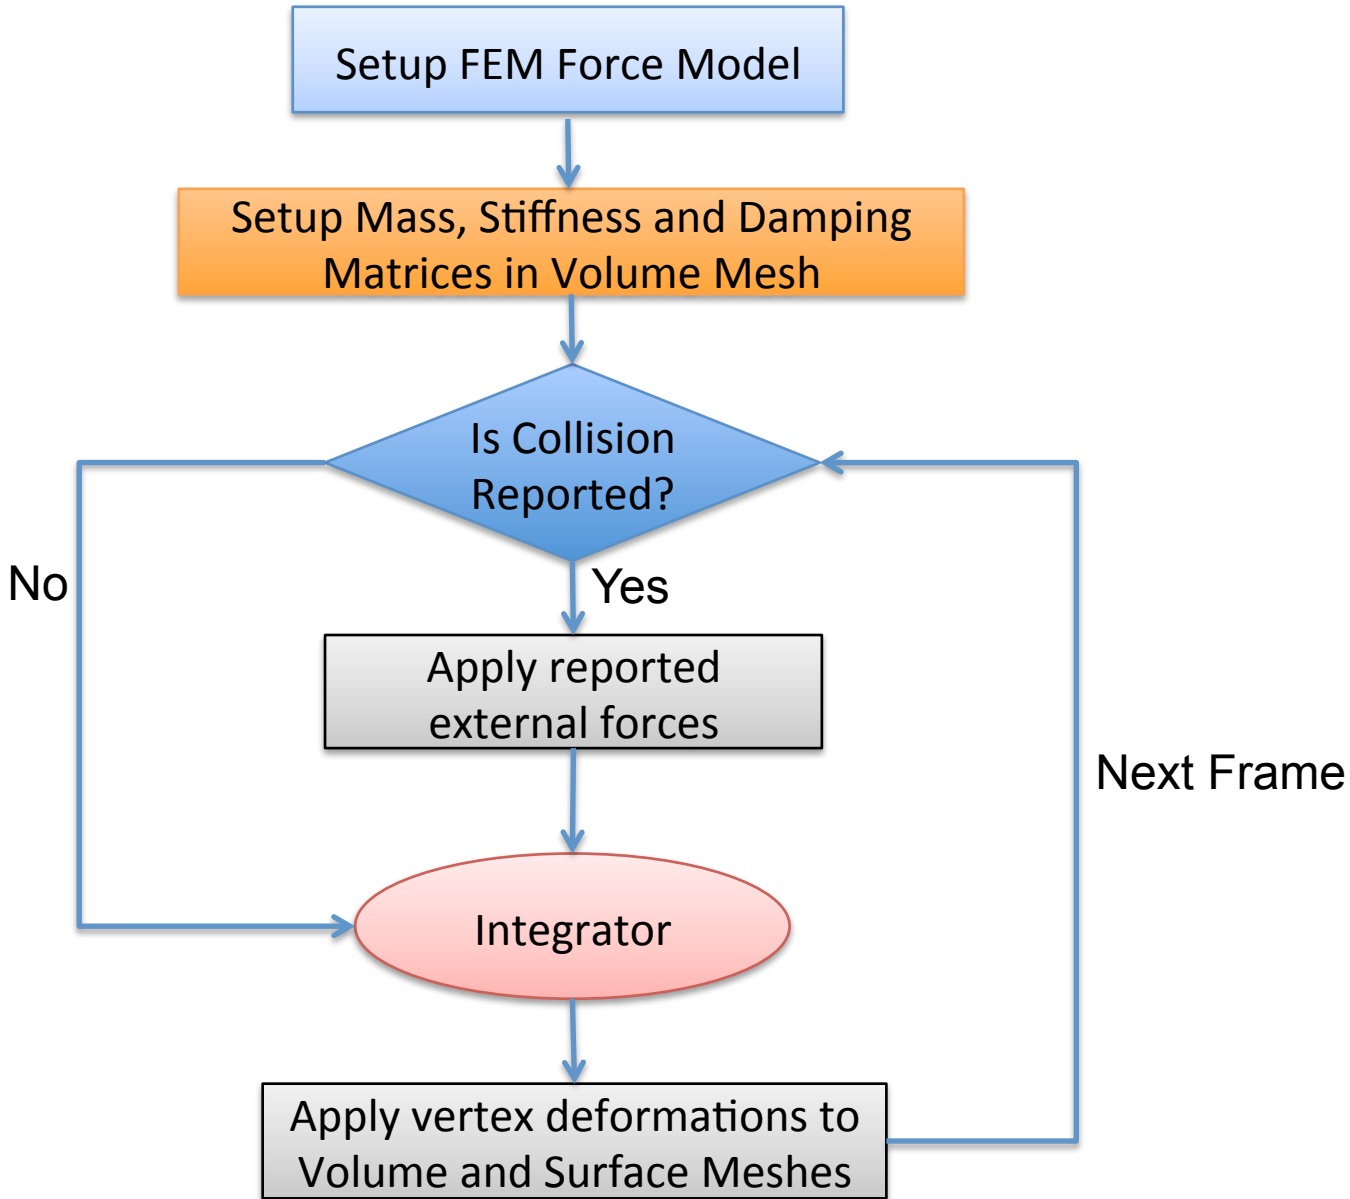 Setup FEM Force Model
Setup Mass, Stiffness and Damping
Matrices in Volume Mesh
Is Collision
Reported?
No
Yes
Apply reported
external forces
Next Frame
Integrator
Apply vertex deformations to
Volume and Surface Meshes